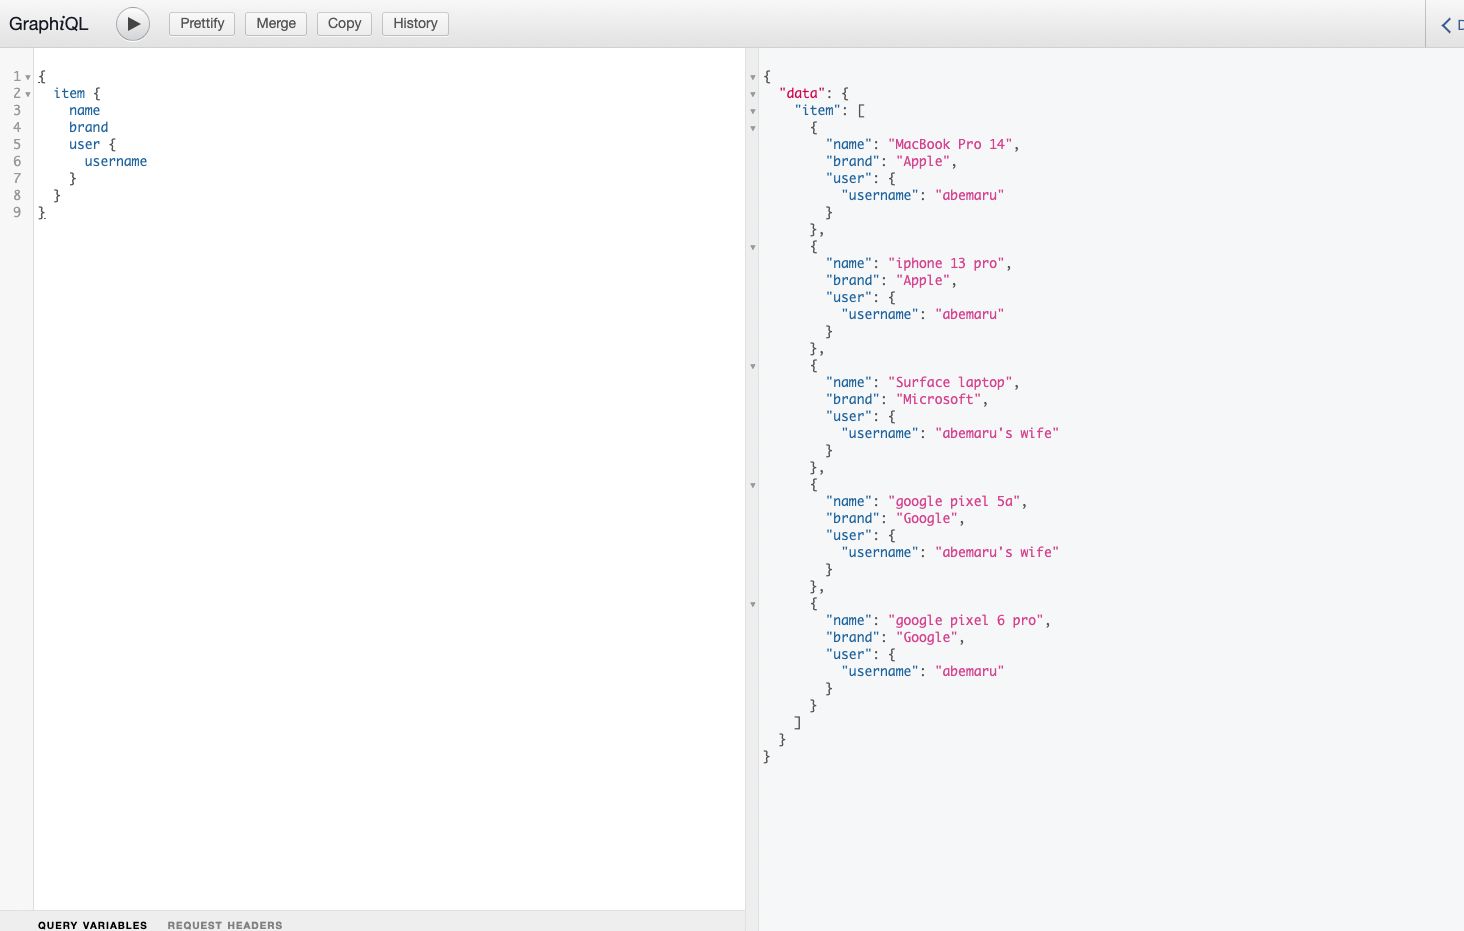 GraphiQL Prettify Merge Copy History
1 {
2 item {
3 name
4 brand
5 user {
6 username
7 }
8 }
9 }
{
"data": {
"item": [
{
"name": "MacBook Pro 14",
"brand": "Apple",
"user": {
"username": "abemaru"
}
},
{
"name": "iphone 13 pro",
"brand": "Apple",
"user": {
"username": "abemaru"
}
},
{
"name": "Surface laptop",
"brand": "Microsoft",
"user": {
"username": "abemaru's wife"
}
},
{
"name": "google pixel 5a",
"brand": "Google",
"user": {
"username": "abemaru's wife"
}
},
{
"name": "google pixel 6 pro",
"brand": "Google",
"user": {
"username": "abemaru"
}
}
]
}
}
QUERY VARIABLES REQUEST HEADERS